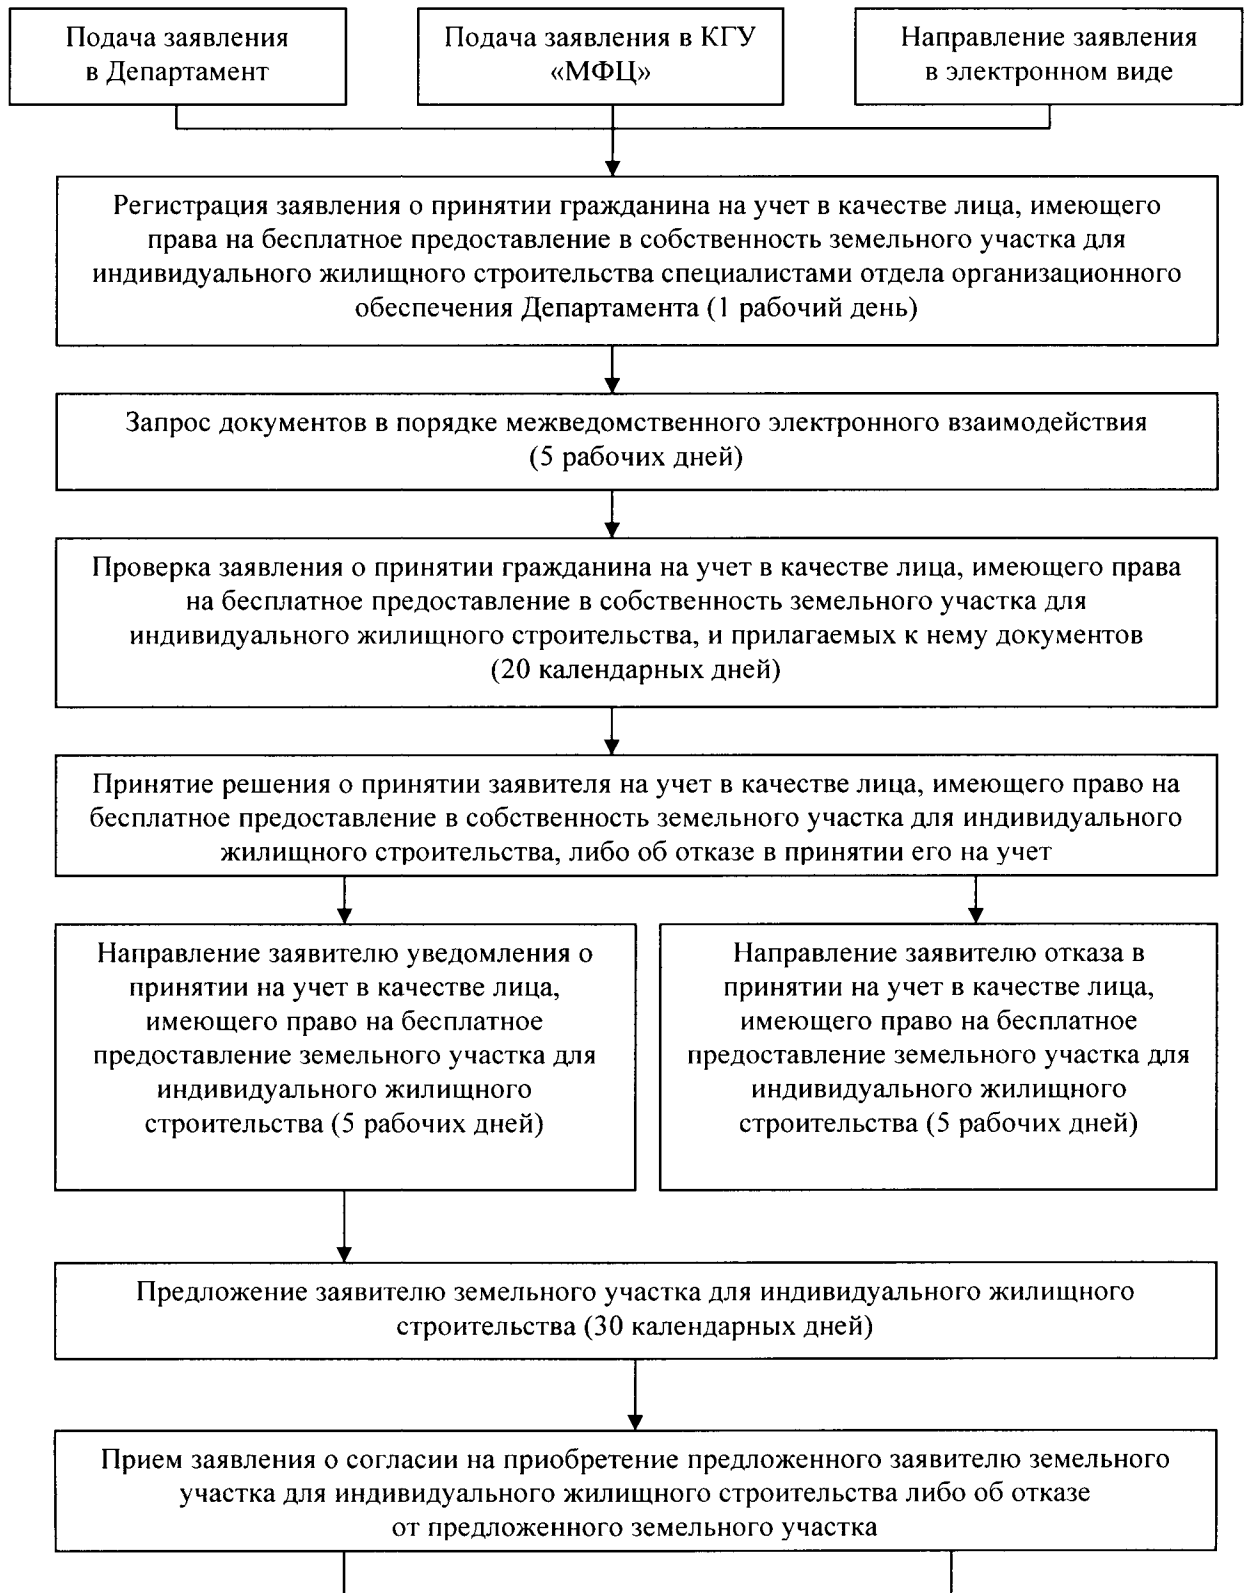 Подача заявления
в Департамент
Подача заявления в КГУ
«МФЦ»
Направление заявления
в электронном виде
Регистрация заявления о принятии гражданина на учет в качестве лица, имеющего
права на бесплатное предоставление в собственность земельного участка для
индивидуального жилищного строительства специалистами отдела организационного
обеспечения Департамента (1 рабочий день)
Запрос документов в порядке межведомственного электронного взаимодействия
(5 рабочих дней)
Проверка заявления о принятии гражданина на учет в качестве лица, имеющего права
на бесплатное предоставление в собственность земельного участка для
индивидуального жилищного строительства, и прилагаемых к нему документов
(20 календарных дней)
Принятие решения о принятии заявителя на учет в качестве лица, имеющего право на
бесплатное предоставление в собственность земельного участка для индивидуального
жилищного строительства, либо об отказе в принятии его на учет
Направление заявителю уведомления о
принятии на учет в качестве лица,
имеющего право на бесплатное
предоставление земельного участка для
индивидуального жилищного
строительства (5 рабочих дней)
Направление заявителю отказа в
принятии на учет в качестве лица,
имеющего право на бесплатное
предоставление земельного участка для
индивидуального жилищного
строительства (5 рабочих дней)
Предложение заявителю земельного участка для индивидуального жилищного
строительства (30 календарных дней)
Прием заявления о согласии на приобретение предложенного заявителю земельного
участка для индивидуального жилищного строительства либо об отказе
от предложенного земельного участка